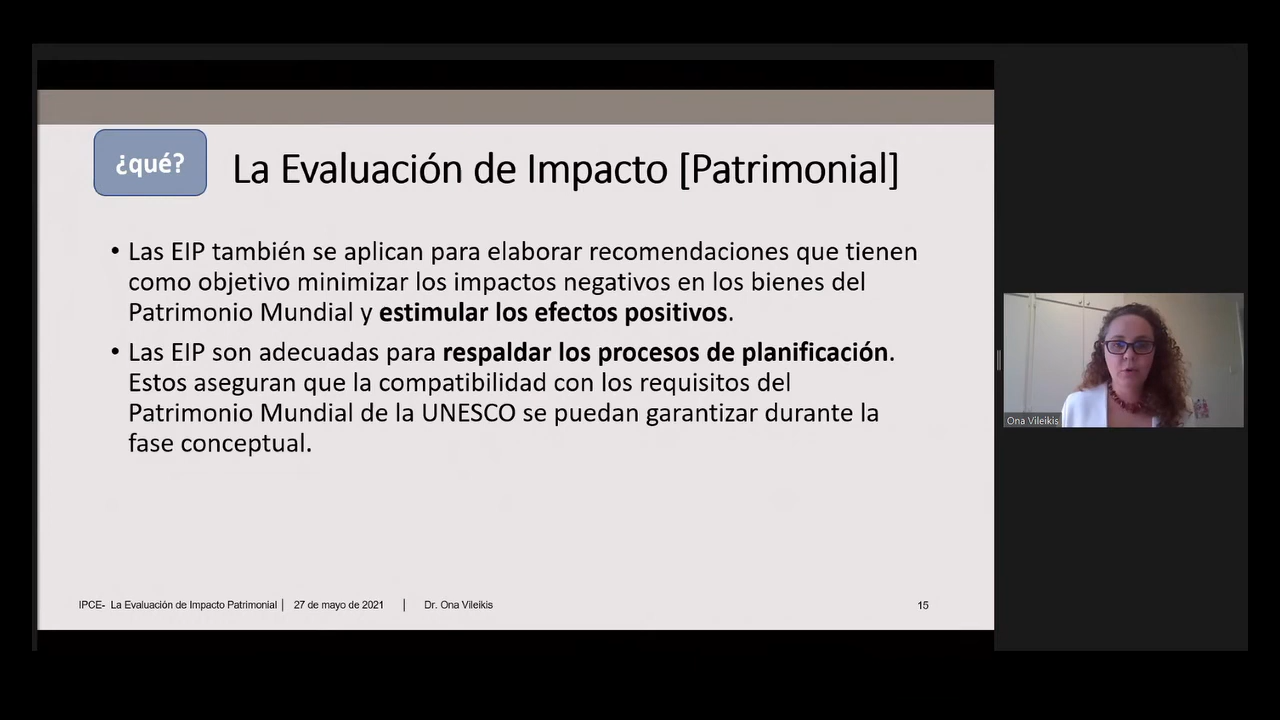 ¿qué?
La Evaluación de Impacto [Patrimonial]
• Las EIP también se aplican para elaborar recomendaciones que tienen
como objetivo minimizar los impactos negativos en los bienes del
Patrimonio Mundial y estimular los efectos positivos.
• Las EIP son adecuadas para respaldar los procesos de planificación.
Estos aseguran que la compatibilidad con los requisitos del
Patrimonio Mundial de la UNESCO se puedan garantizar durante la
fase conceptual.
Ona Vileikis
IPCE- La Evaluación de Impacto Patrimonial | 27 de mayo de 2021 | Dr. Ona Vileikis 15